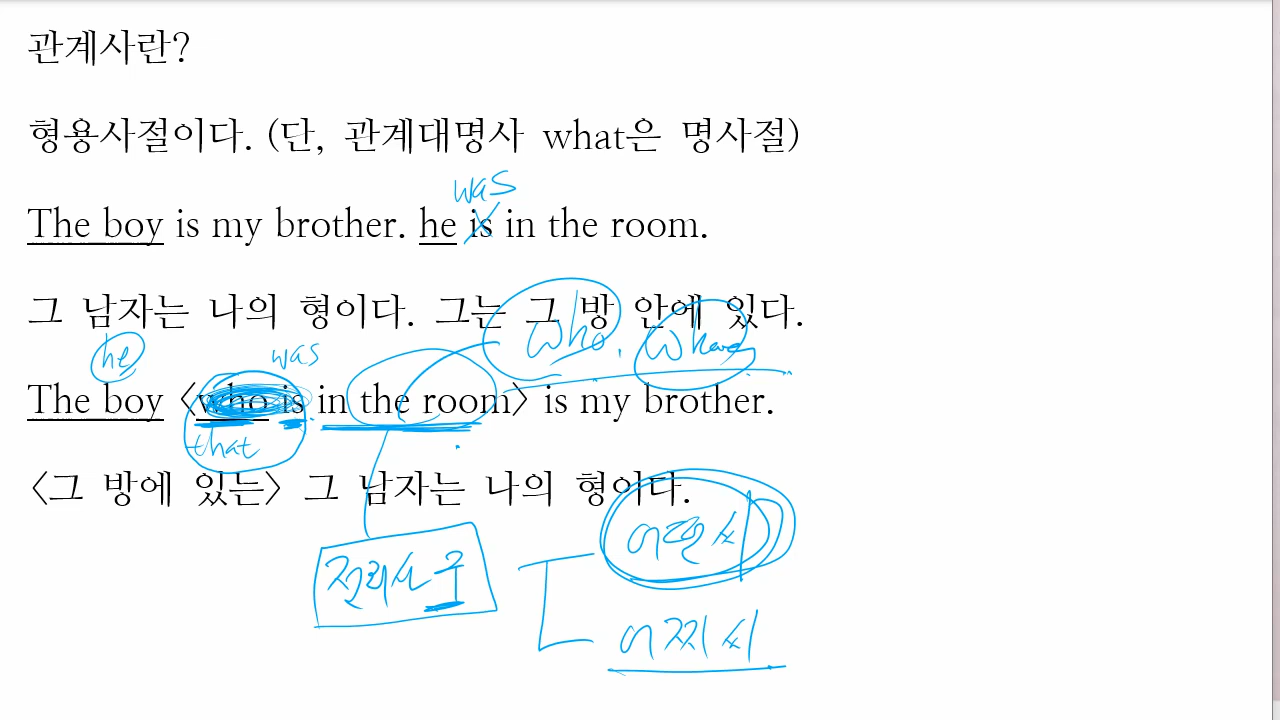 관계사란?
형용사절이다. (단, 관계대명사 what은 명사절)
was
The boy is my brother. he is in the room.
그 남자는 나의 형이다. 그는 그 방 안에 있다.
who.
he was
The boy 〈who is in the room〉 is my brother.
that
〈그 방에 있는〉 그 남자는 나의 형이다.
어떤씨
전치사구
어찌씨